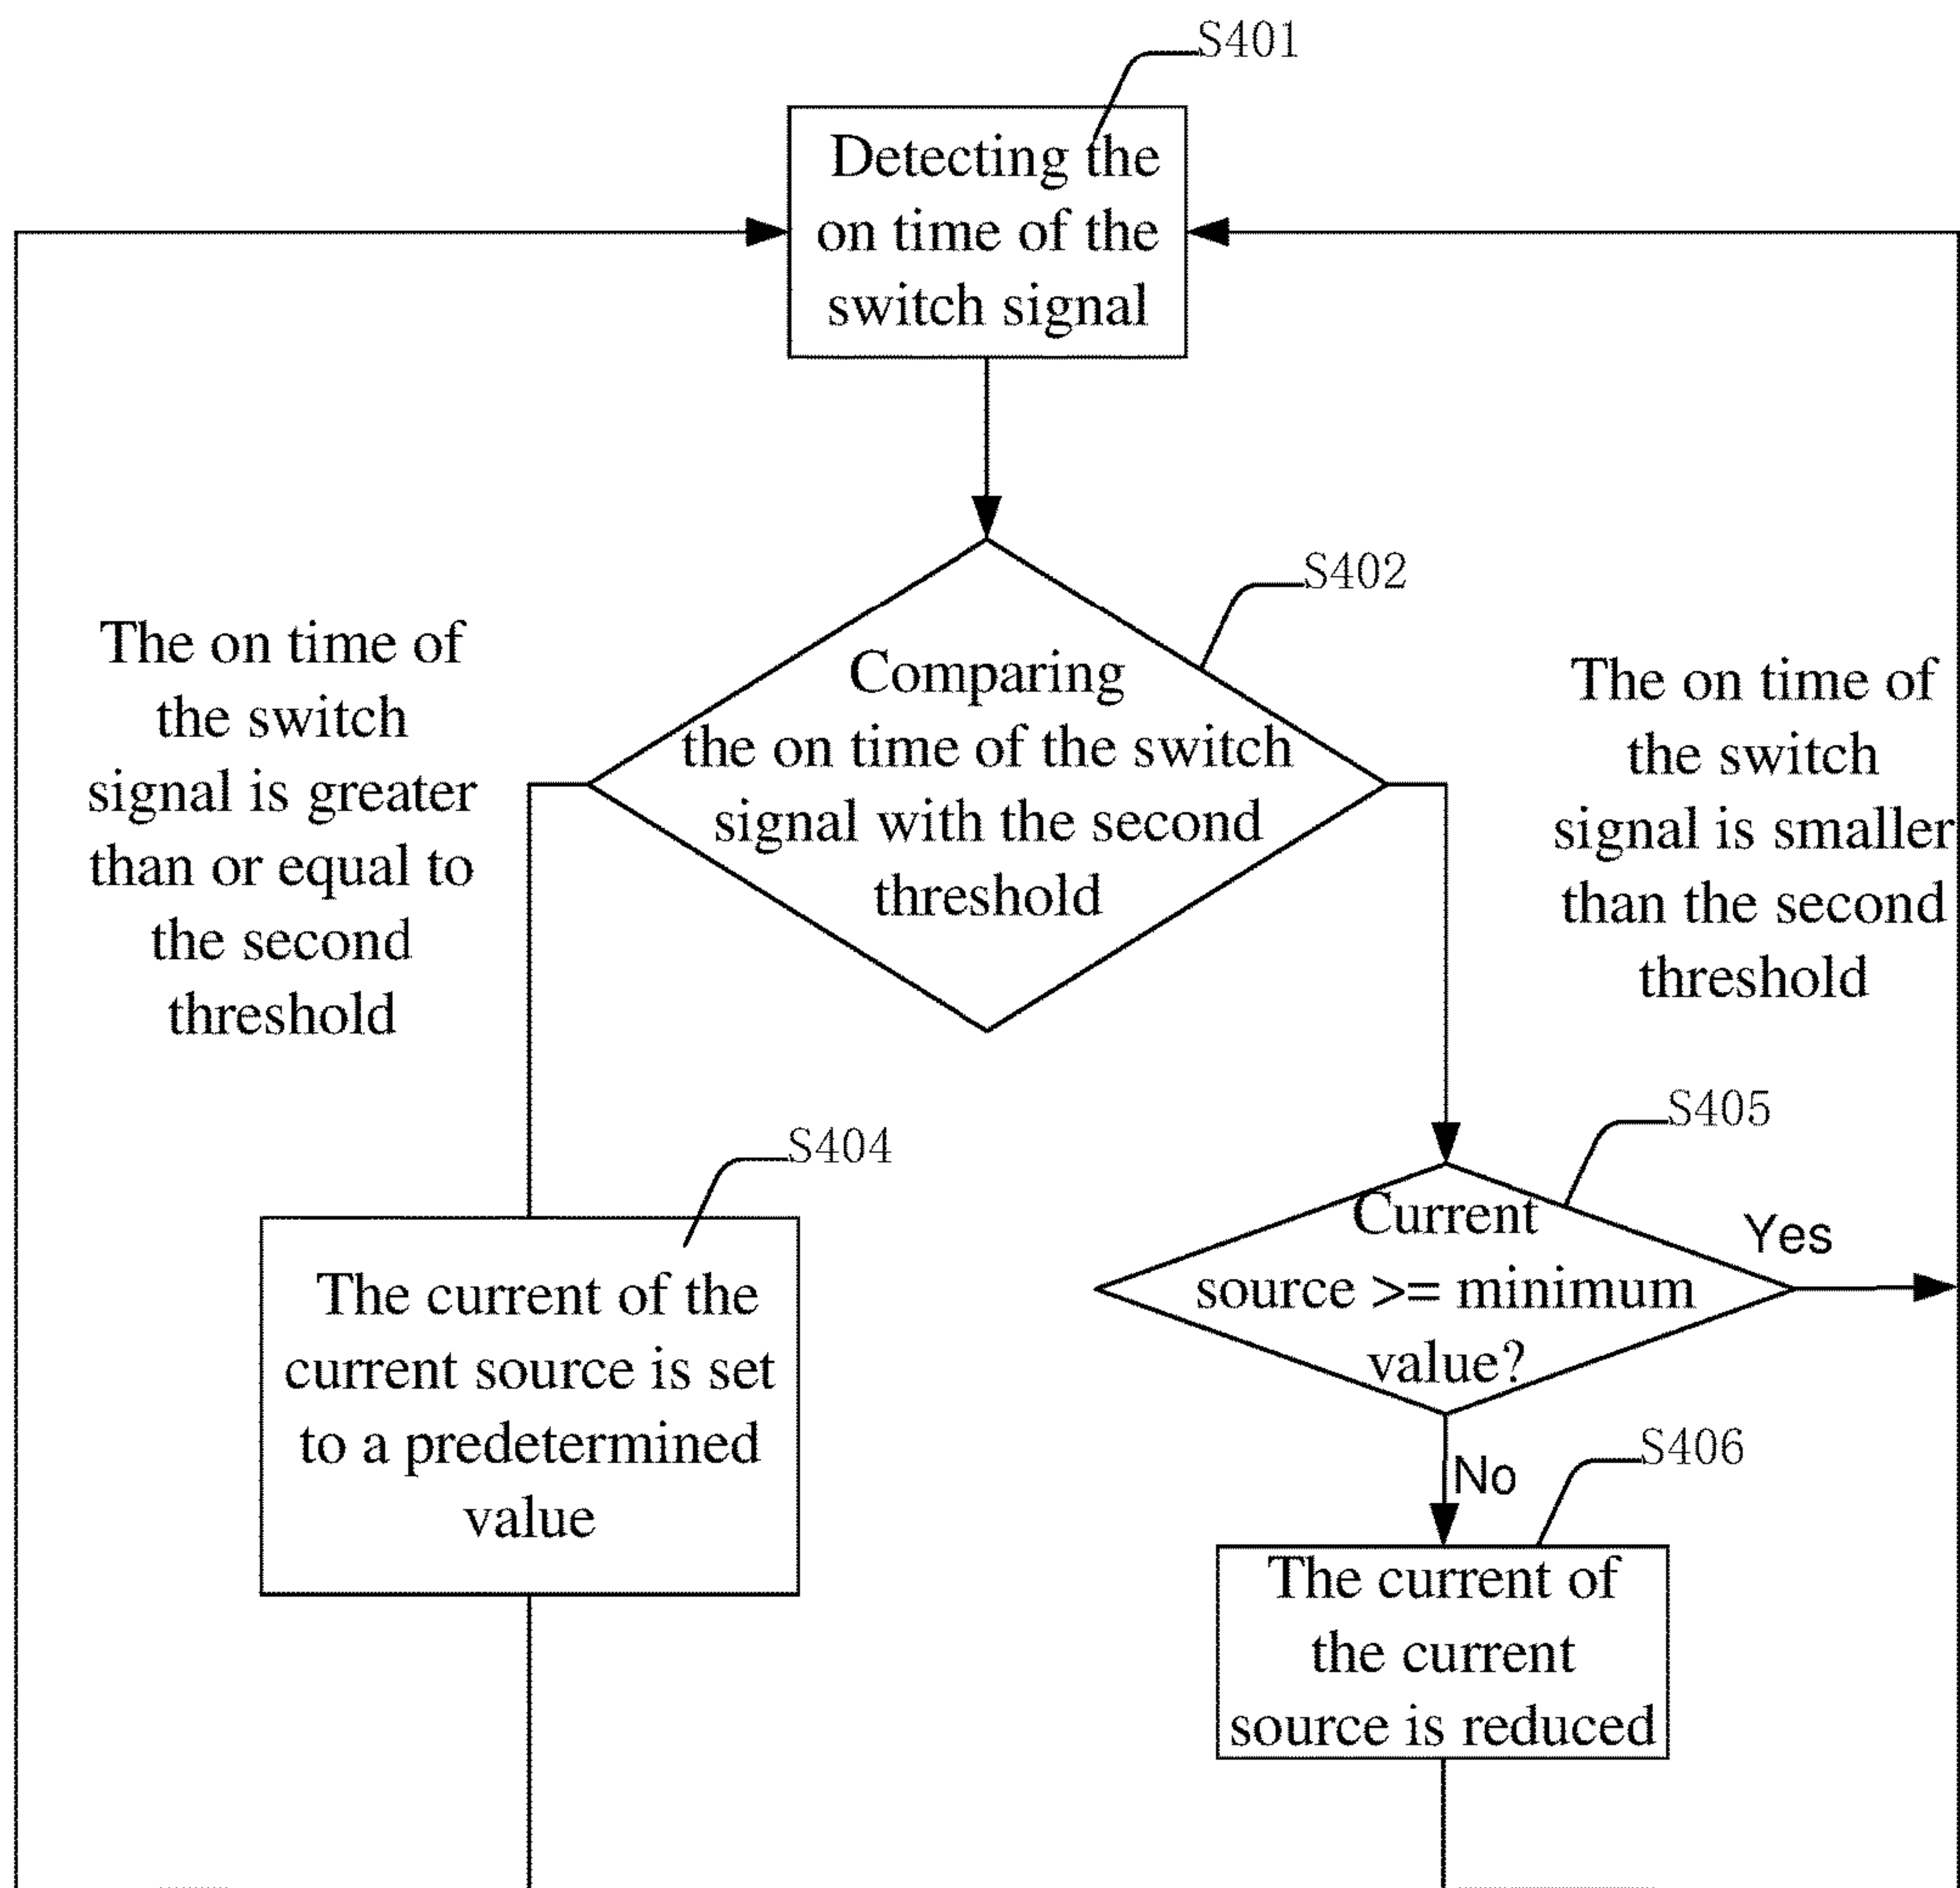 S401
Detecting the
on time of the
switch signal
S402
Comparing
the on time of the switch
signal with the second
threshold
The on time of
the switch
signal is greater
than or equal to
the second
threshold
The on time of
the switch
signal is smaller
than the second
threshold
S404
The current of the
current source is set
to a predetermined
value
S405
Current
source >= minimum
value?
Yes
No
S406
The current of
the current
source is reduced